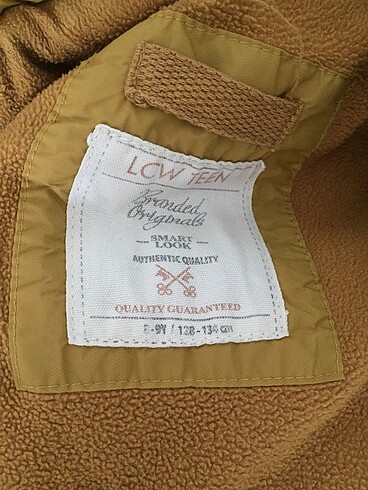 LCW TEEN
Branded
Originals
SMART
LOOK
AUTHENTIC QUALITY
QUALITY GUARANTEED
8-9Y / 128-134 cm